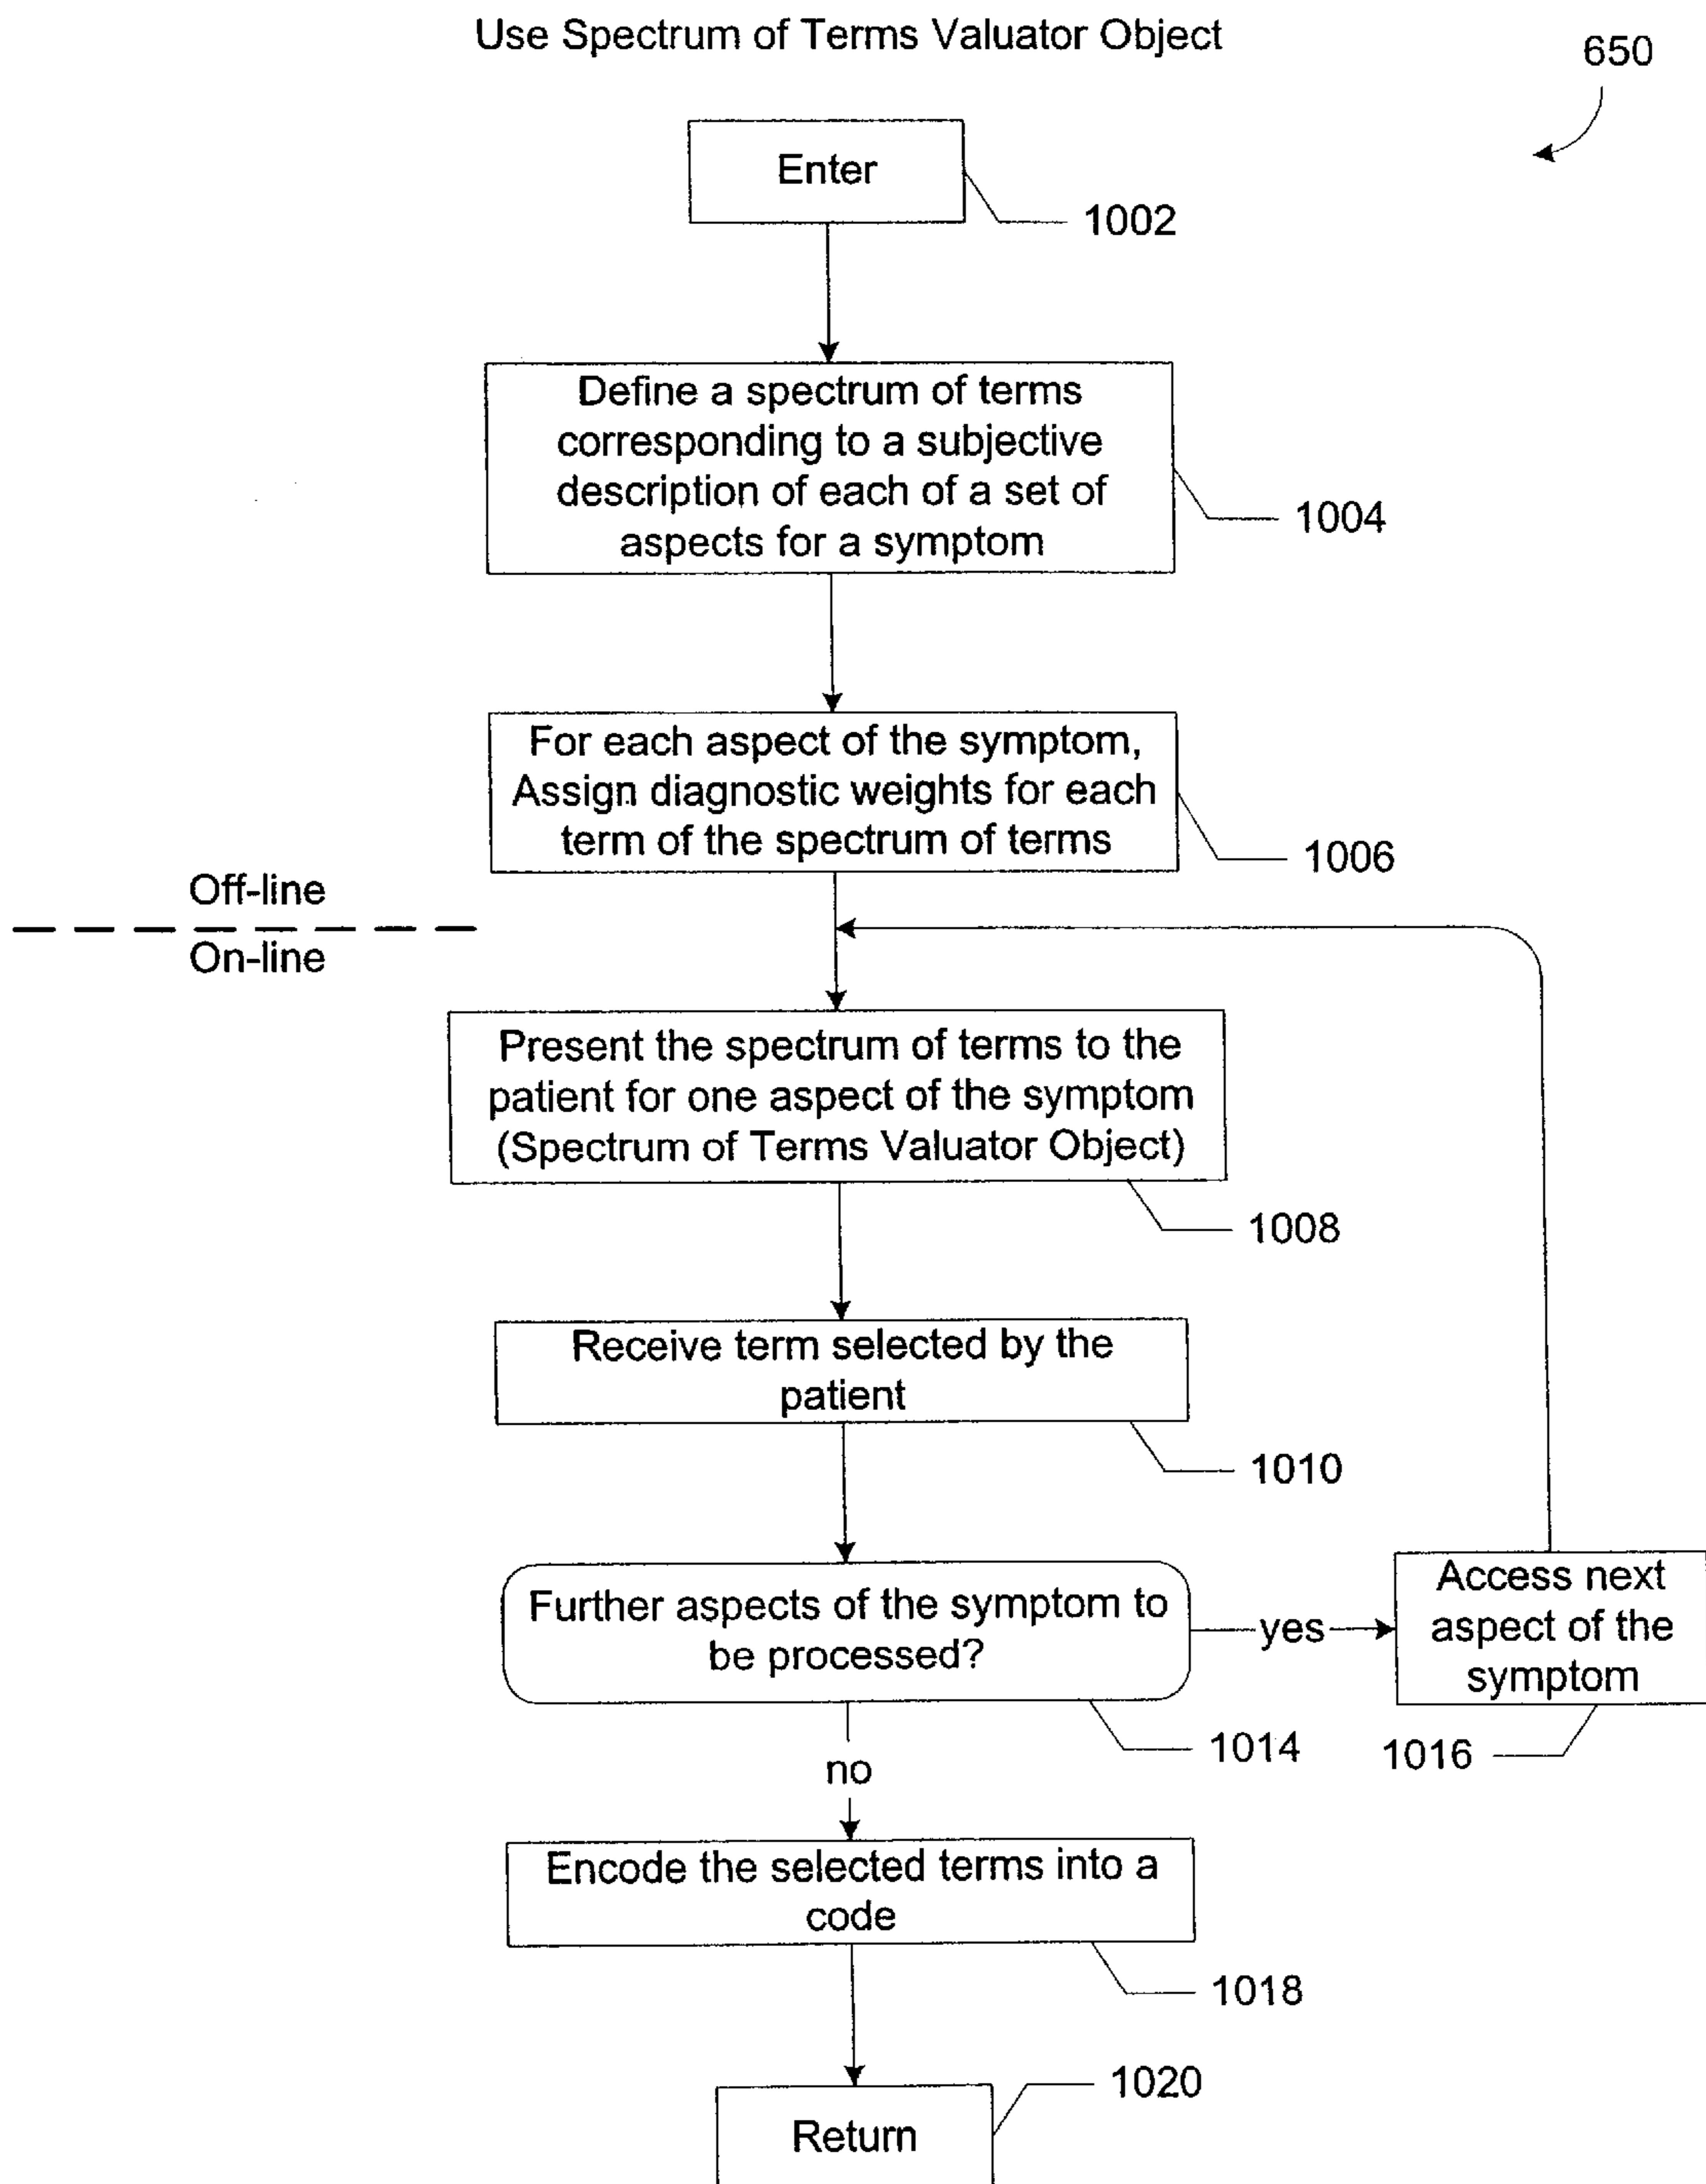 Use Spectrum of Terms Valuator Object
650
Enter
1002
Define a spectrum of terms
corresponding to a subjective
description of each of a set of
aspects for a symptom
1004
For each aspect of the symptom,
Assign diagnostic weights for each
term of the spectrum of terms
1006
Off-line
On-line
Present the spectrum of terms to the
patient for one aspect of the symptom
(Spectrum of Terms Valuator Object)
1008
Receive term selected by the
patient
1010
Further aspects of the symptom to
be processed?
1014
yes
Access next
aspect of the
symptom
1016
no
Encode the selected terms into a
code
1018
Return
1020